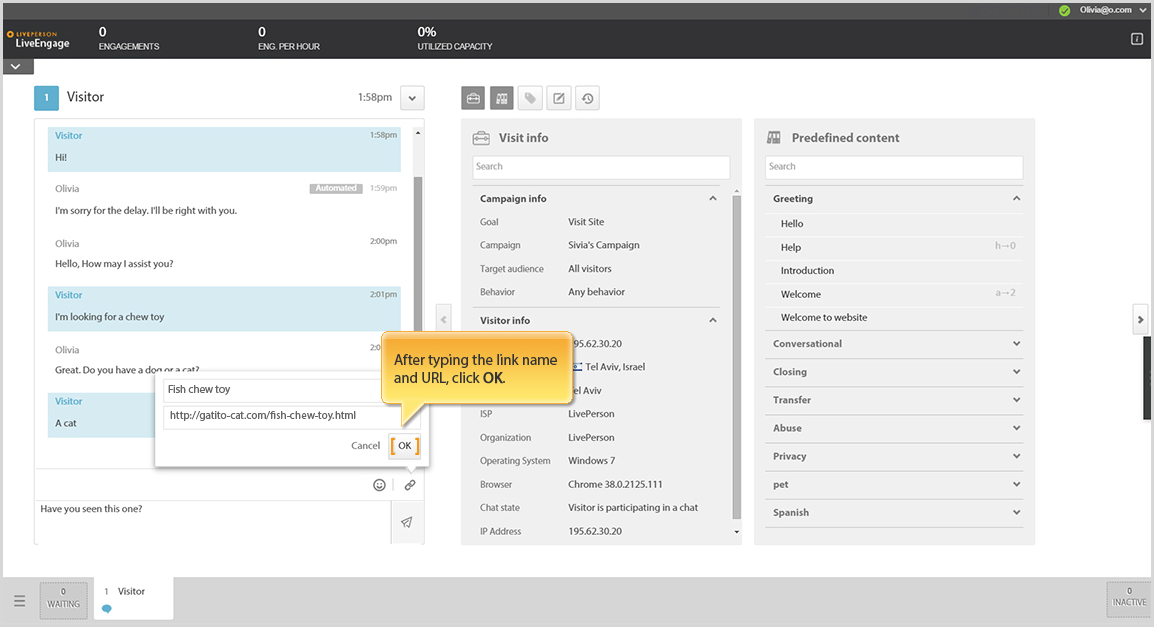 Olivia@o.com
LIVEPERSON
LiveEngage
0
ENGAGEMENTS
0
ENG. PER HOUR
0%
UTILIZED CAPACITY
1
Visitor
1:58pm
Visitor
1:58pm
Hi!
Olivia
Automated
1:59pm
I'm sorry for the delay. I'll be right with you.
Olivia
2:00pm
Hello, How may I assist you?
Visitor
2:01pm
I'm looking for a chew toy
Olivia
Great. Do you have a dog or a cat?
Visitor
A cat
Fish chew toy
http://gatito-cat.com/fish-chew-toy.html
Cancel
OK
Have you seen this one?
After typing the link name
and URL, click OK.
Visit info
Search
Campaign info
Goal
Visit Site
Campaign
Sivia's Campaign
Target audience
All visitors
Behavior
Any behavior
Visitor info
195.62.30.20
Tel Aviv, Israel
Aviv
ISP
LivePerson
Organization
LivePerson
Operating System
Windows 7
Browser
Chrome 38.0.2125.111
Chat state
Visitor is participating in a chat
IP Address
195.62.30.20
Predefined content
Search
Greeting
Hello
Help
h→0
Introduction
Welcome
a→2
Welcome to website
Conversational
Closing
Transfer
Abuse
Privacy
pet
Spanish
0
WAITING
1
Visitor
0
INACTIVE